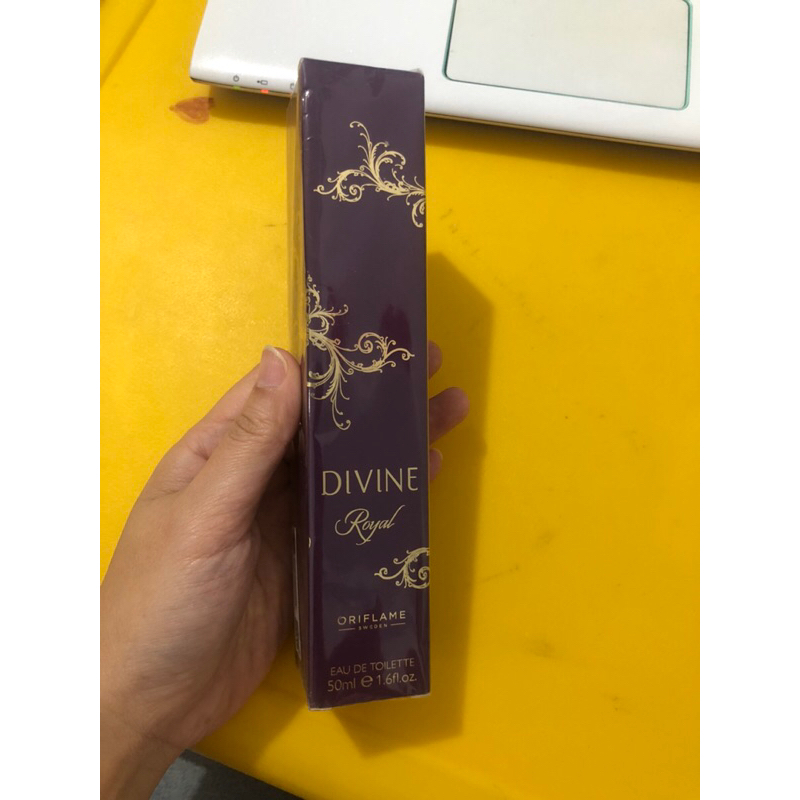 DIVINE
Royal
ORIFLAME
SWEDEN
EAU DE TOILETTE
50ml e 1.6fl.oz.